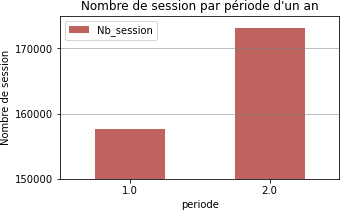 Nombre de session par période d'un an
Nb_session
170000
160000
150000
Nombre de session
1.0 2.0
periode